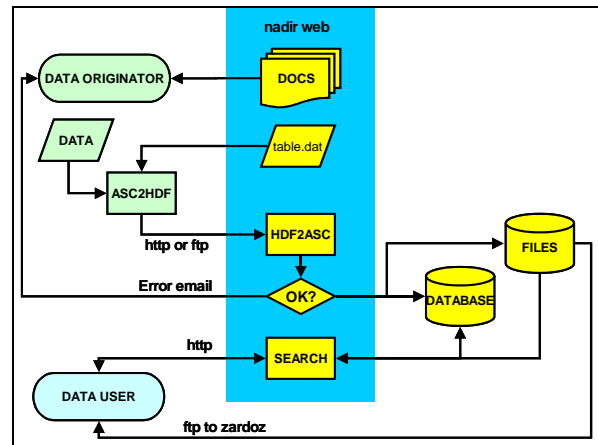 nadir web
DATA ORIGINATOR
DOCS
DATA
table.dat
ASC2HDF
http or ftp
HDF2ASC
FILES
Error email
OK?
DATABASE
http
SEARCH
DATA USER
ftp to zardoz